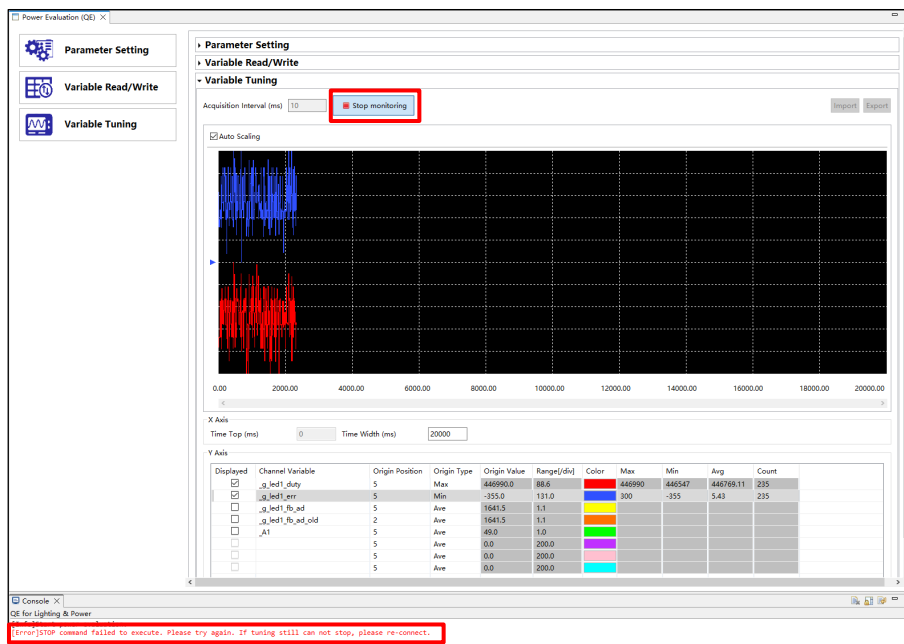 Power Evaluation (QE)
Parameter Setting
Variable Read/Write
Variable Tuning
Parameter Setting
Variable Read/Write
Variable Tuning
Acquisition Interval (ms) 10 Stop monitoring Import Export
Auto Scaling
0.00 2000.00 4000.00 6000.00 8000.00 10000.00 12000.00 14000.00 16000.00 18000.00 20000.00
X Axis
Time Top (ms) 0 Time Width (ms) 20000
Y Axis
Displayed Channel Variable Origin Position Origin Type Origin Value Range[/div] Color Max Min Avg Count
_g_led1_duty 5 Max 446990.0 88.6 446990 446547 446769.11 235
_g_led1_err 5 Min -355.0 131.0 300 -355 5.43 235
_g_led1_fb_ad 5 Ave 1641.5 1.1
_g_led1_fb_ad_old 2 Ave 1641.5 1.1
_A1 5 Ave 49.0 1.0
5 Ave 0.0 200.0
5 Ave 0.0 200.0
5 Ave 0.0 200.0
Console
QE for Lighting & Power
[Error]STOP command failed to execute. Please try again. If tuning still can not stop, please re-connect.